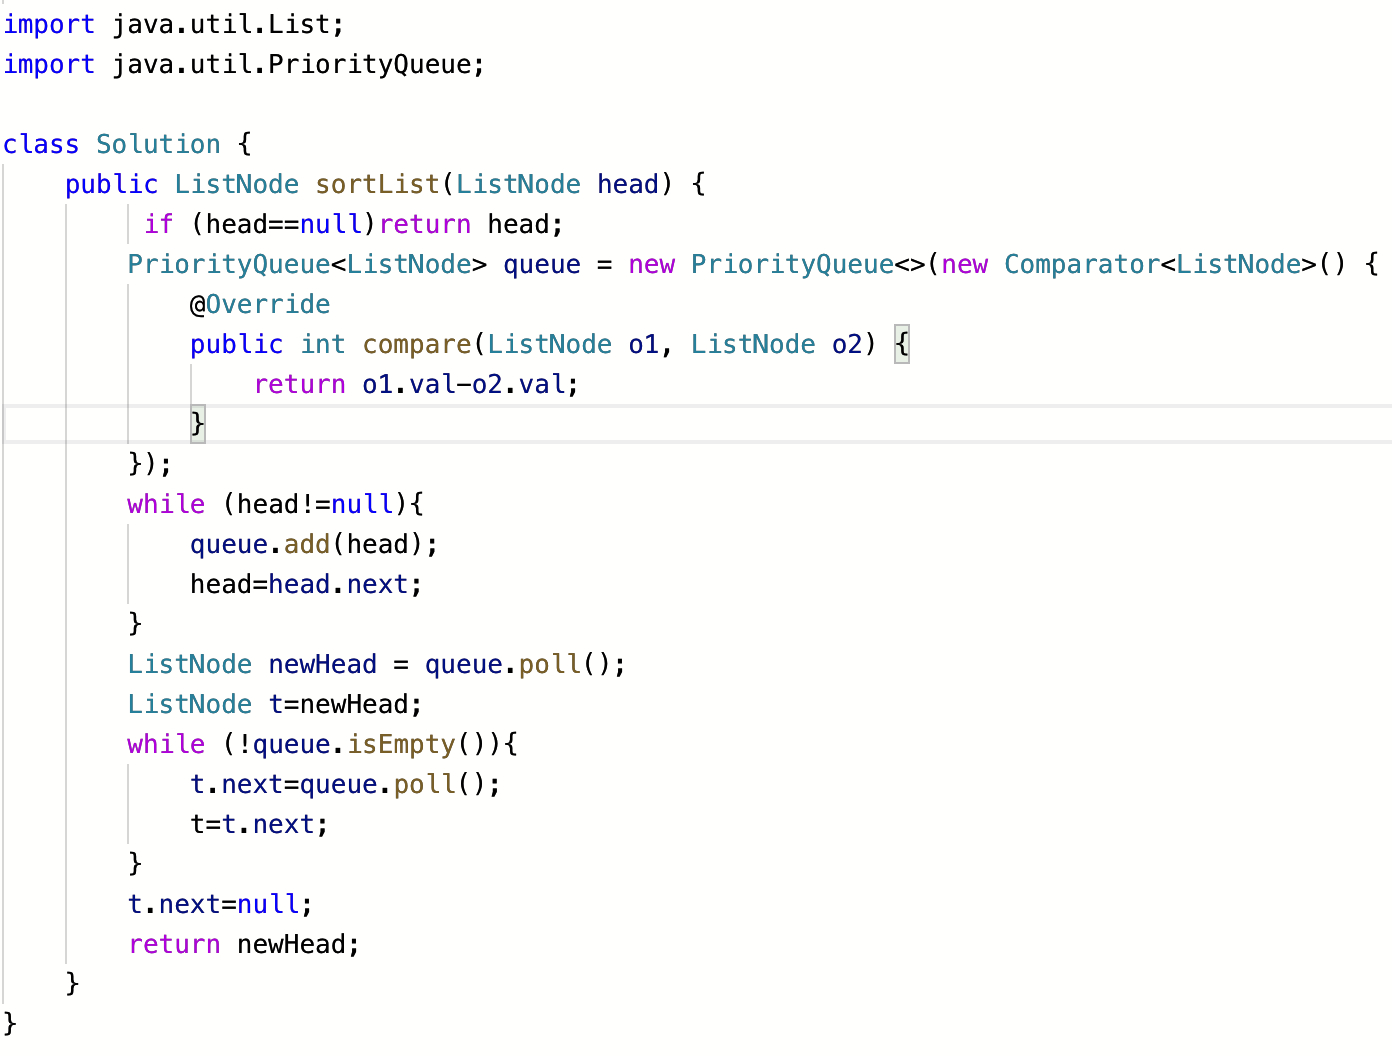 import java.util.List;
import java.util.PriorityQueue;

class Solution {
    public ListNode sortList(ListNode head) {
         if (head==null)return head;
        PriorityQueue<ListNode> queue = new PriorityQueue<>(new Comparator<ListNode>() {
            @Override
            public int compare(ListNode o1, ListNode o2) {
                return o1.val-o2.val;
            }
        });
        while (head!=null){
            queue.add(head);
            head=head.next;
        }
        ListNode newHead = queue.poll();
        ListNode t=newHead;
        while (!queue.isEmpty()){
            t.next=queue.poll();
            t=t.next;
        }
        t.next=null;
        return newHead;
    }
}